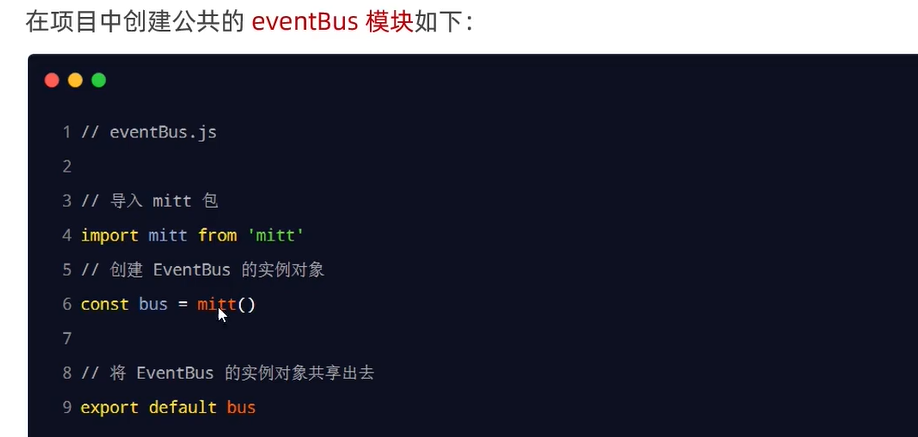 在项目中创建公共的 eventBus 模块如下：
1 // eventBus.js
2
3 // 导入 mitt 包
4 import mitt from 'mitt'
5 // 创建 EventBus 的实例对象
6 const bus = mitt()
7
8 // 将 EventBus 的实例对象共享出去
9 export default bus